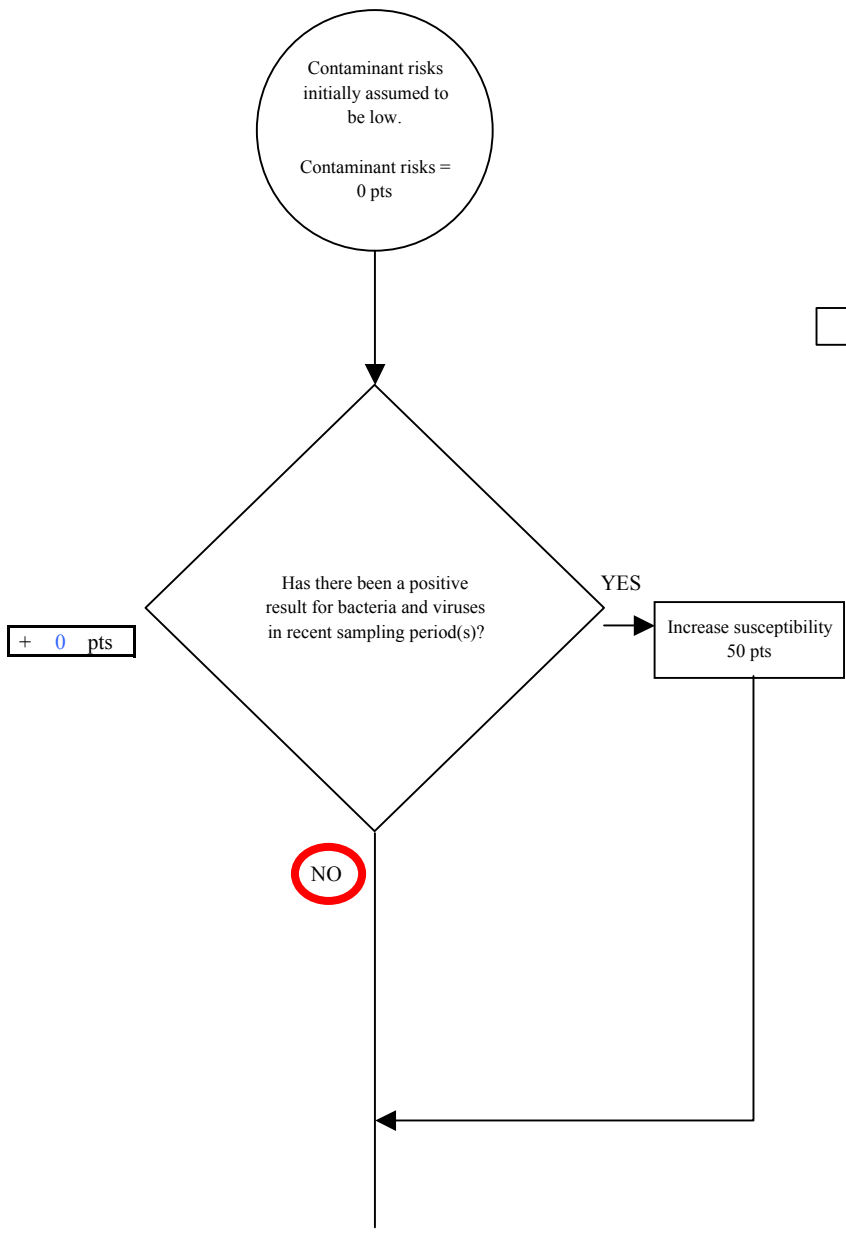 Contaminant risks
initially assumed to
be low.
Contaminant risks =
0 pts
Has there been a positive
result for bacteria and viruses
in recent sampling period(s)?
YES
+ 0 pts
Increase susceptibility
50 pts
NO